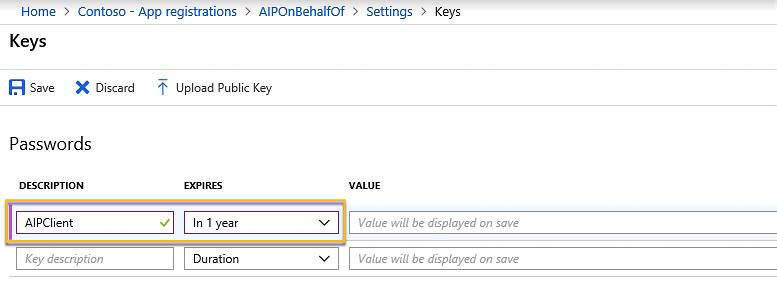 Home > Contoso - App registrations > AIPOnBehalfOf > Settings > Keys
Keys
Save Discard Upload Public Key
Passwords
DESCRIPTION EXPIRES VALUE
AIPClient In 1 year Value will be displayed on save
Key description Duration Value will be displayed on save